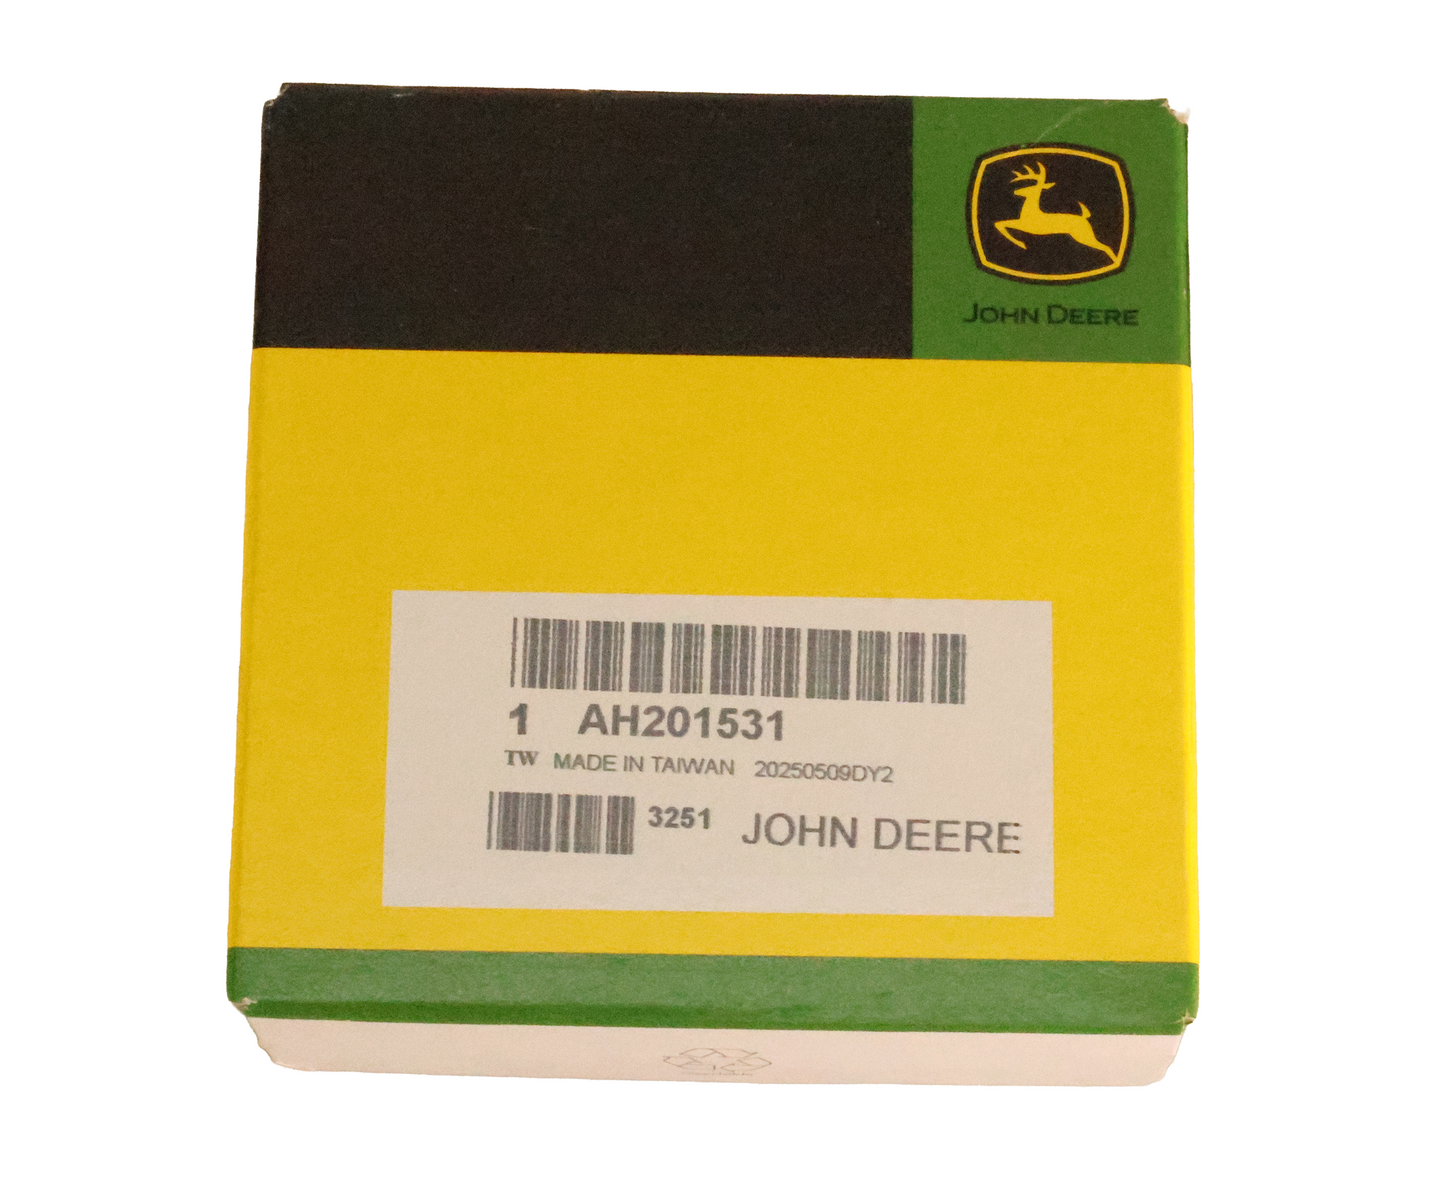 JOHN DEERE
1 AH201531
TW MADE IN TAIWAN 20250509DY2
3251 JOHN DEERE